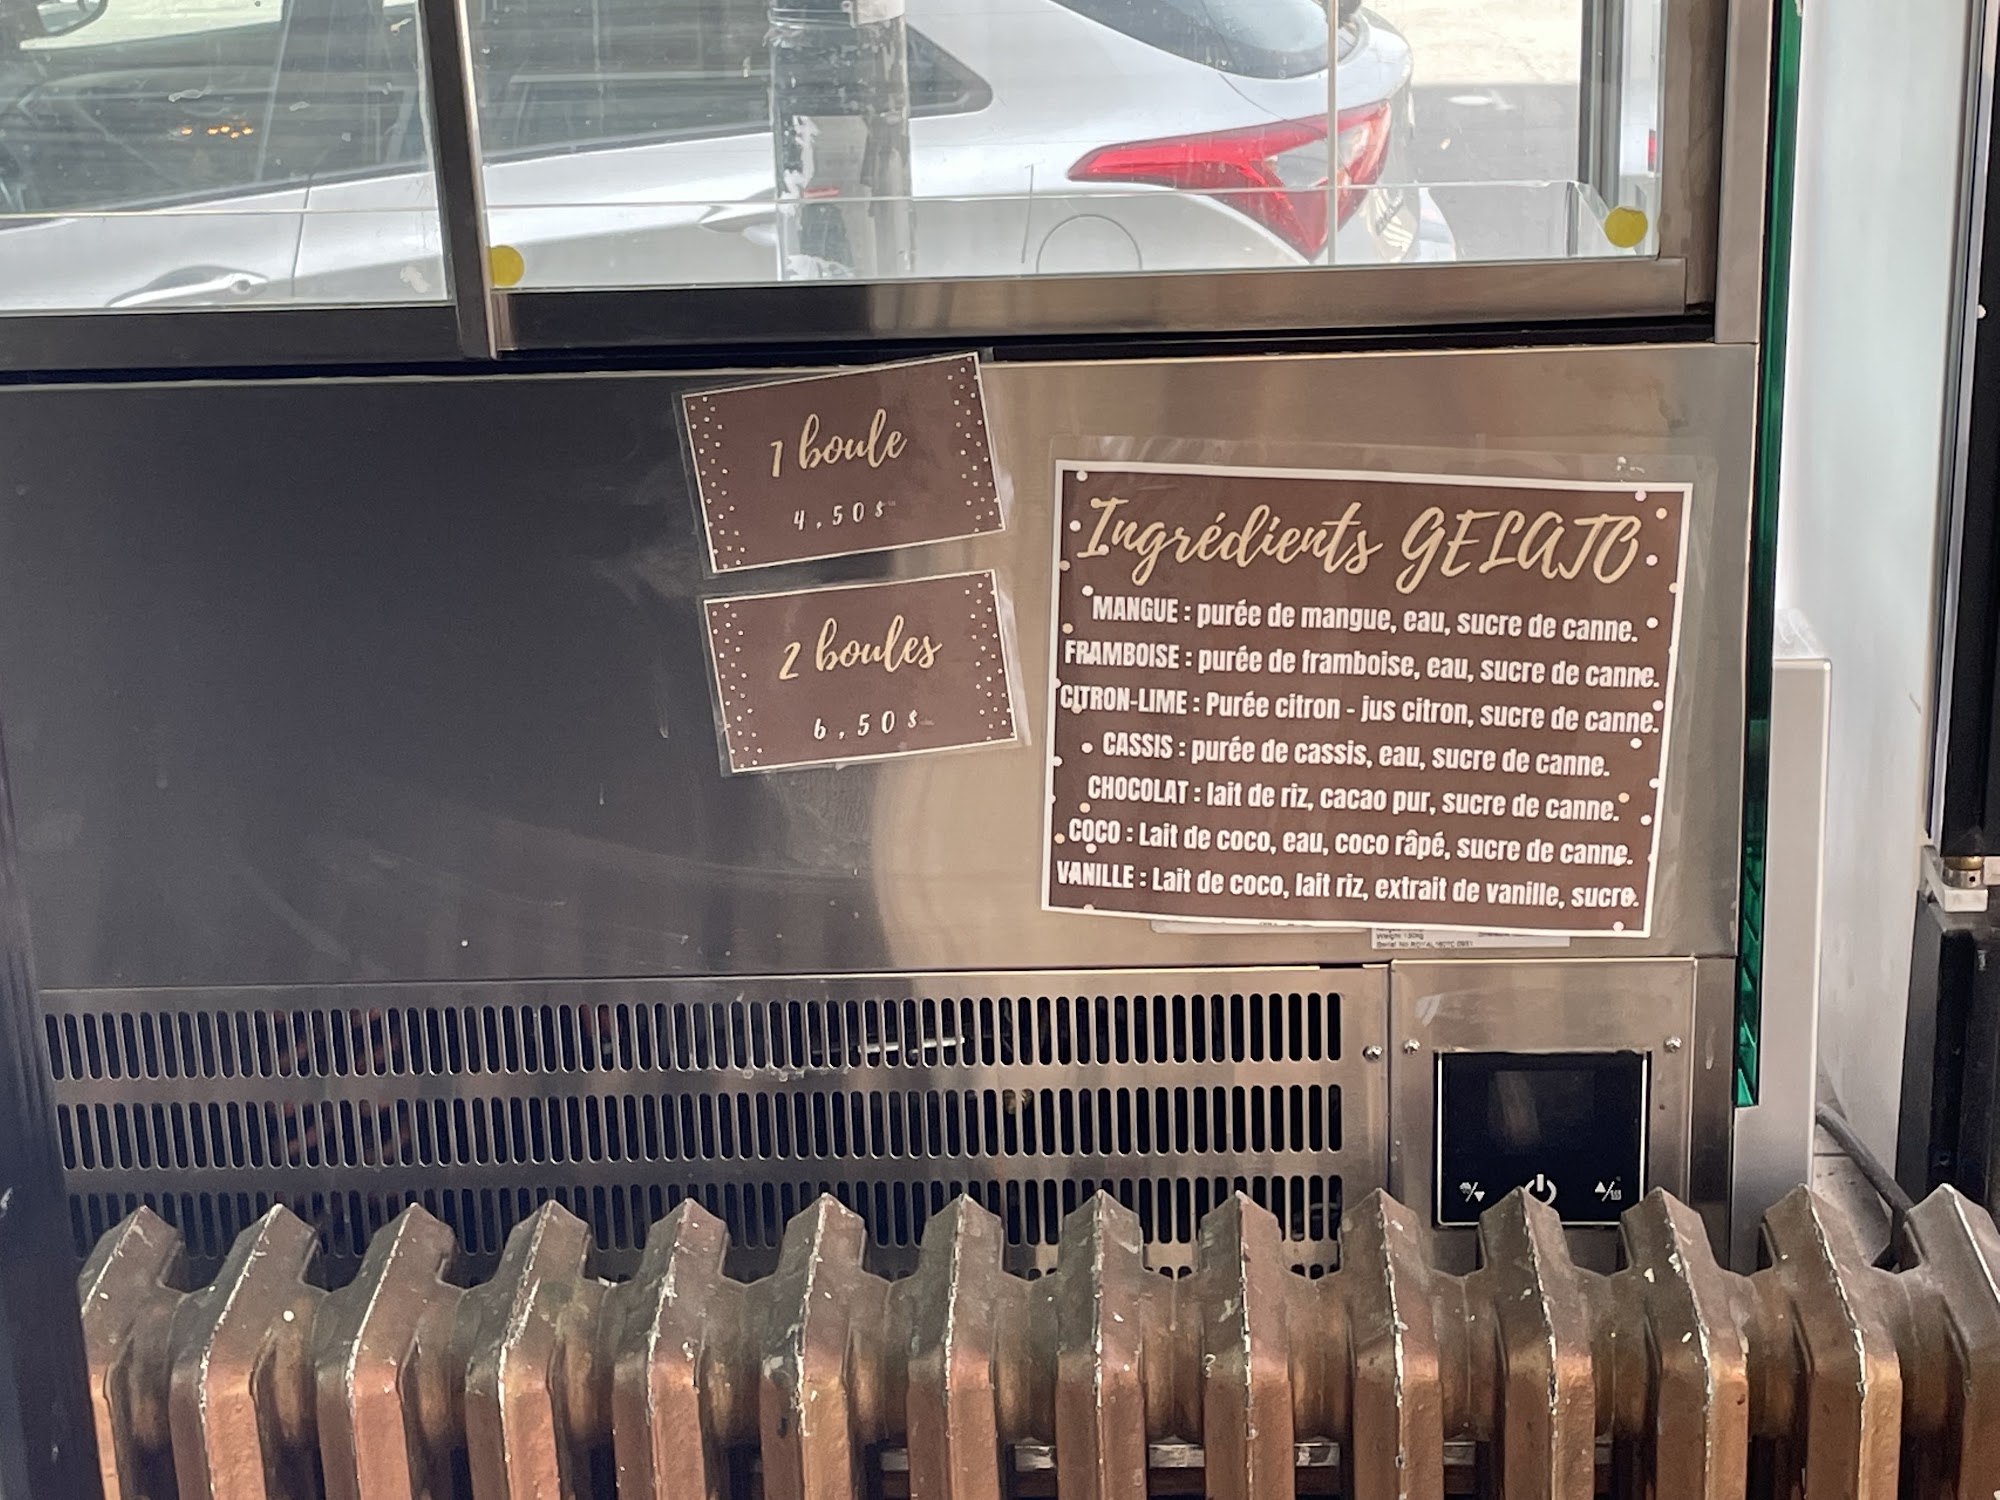 1 boule
4,50$
2 boules
6,50$
Ingrédients GELATO
MANGUE : purée de mangue, eau, sucre de canne.
FRAMBOISE : purée de framboise, eau, sucre de canne.
CITRON-LIME : Purée citron - jus citron, sucre de canne.
CASSIS : purée de cassis, eau, sucre de canne.
CHOCOLAT : lait de riz, cacao pur, sucre de canne.
COCO : Lait de coco, eau, coco râpé, sucre de canne.
VANILLE : Lait de coco, lait riz, extrait de vanille, sucre.